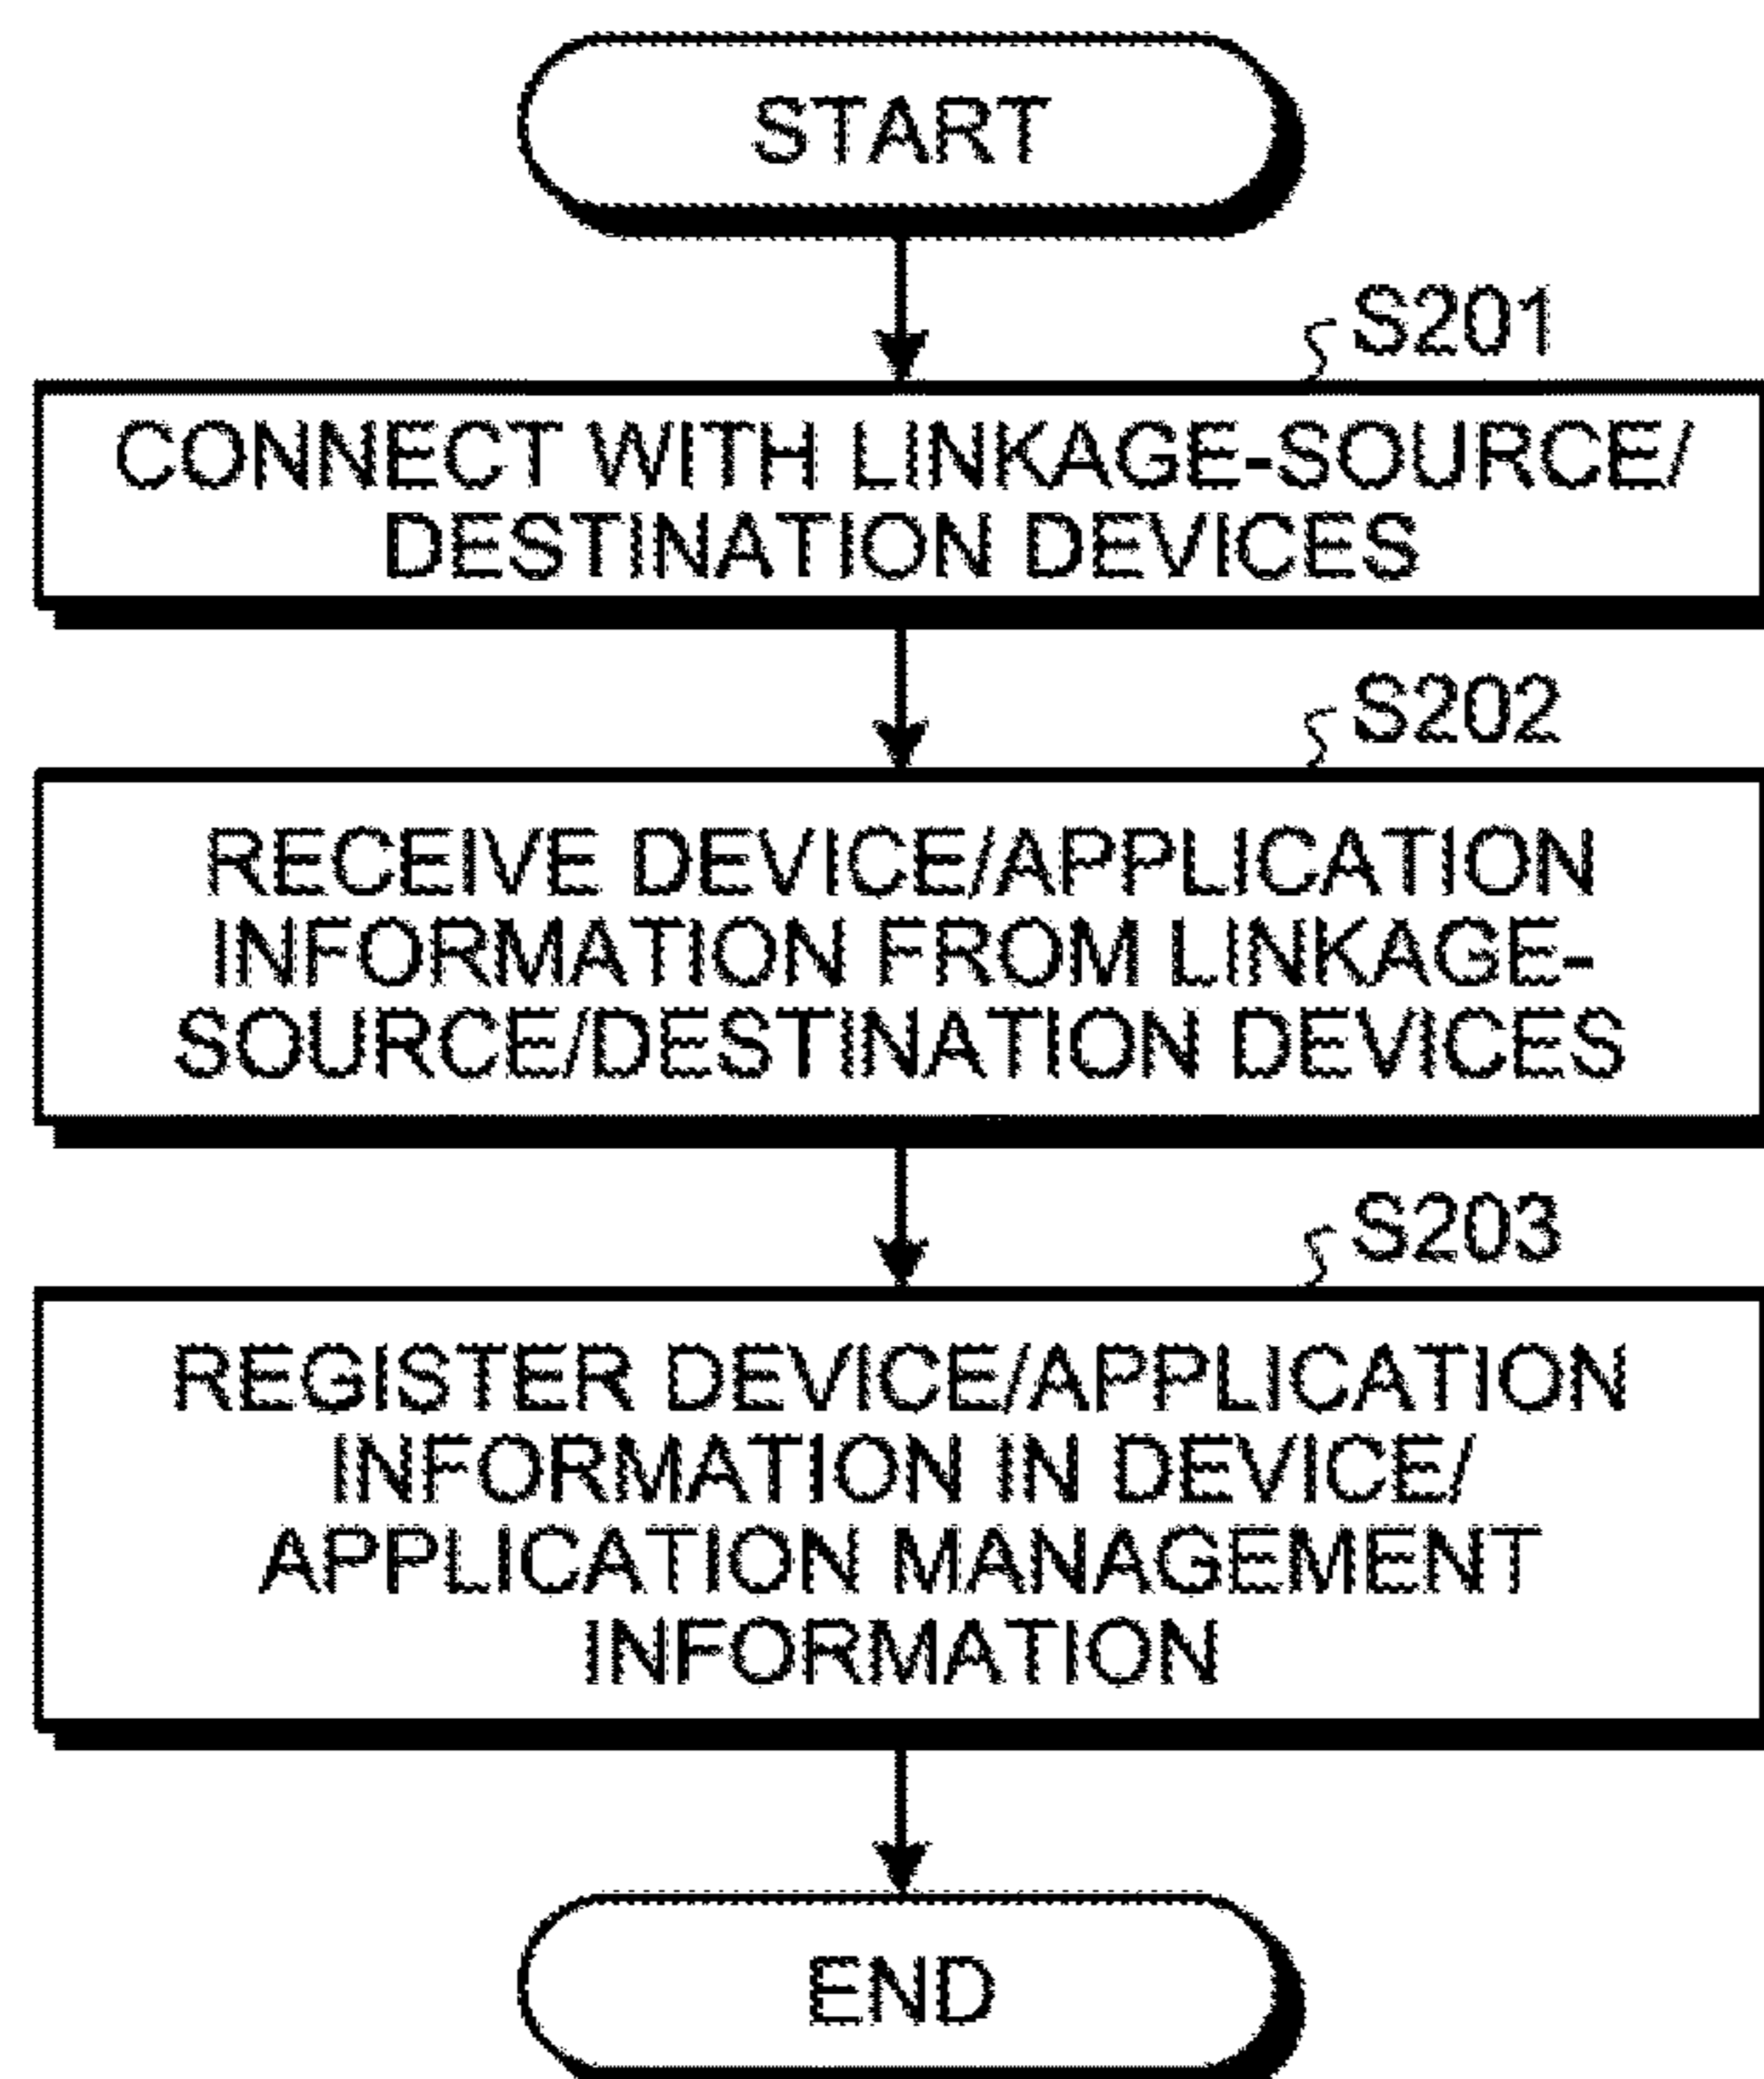 START
S201
CONNECT WITH LINKAGE-SOURCE/
DESTINATION DEVICES
S202
RECEIVE DEVICE/APPLICATION
INFORMATION FROM LINKAGE-
SOURCE/DESTINATION DEVICES
S203
REGISTER DEVICE/APPLICATION
INFORMATION IN DEVICE/
APPLICATION MANAGEMENT
INFORMATION
END